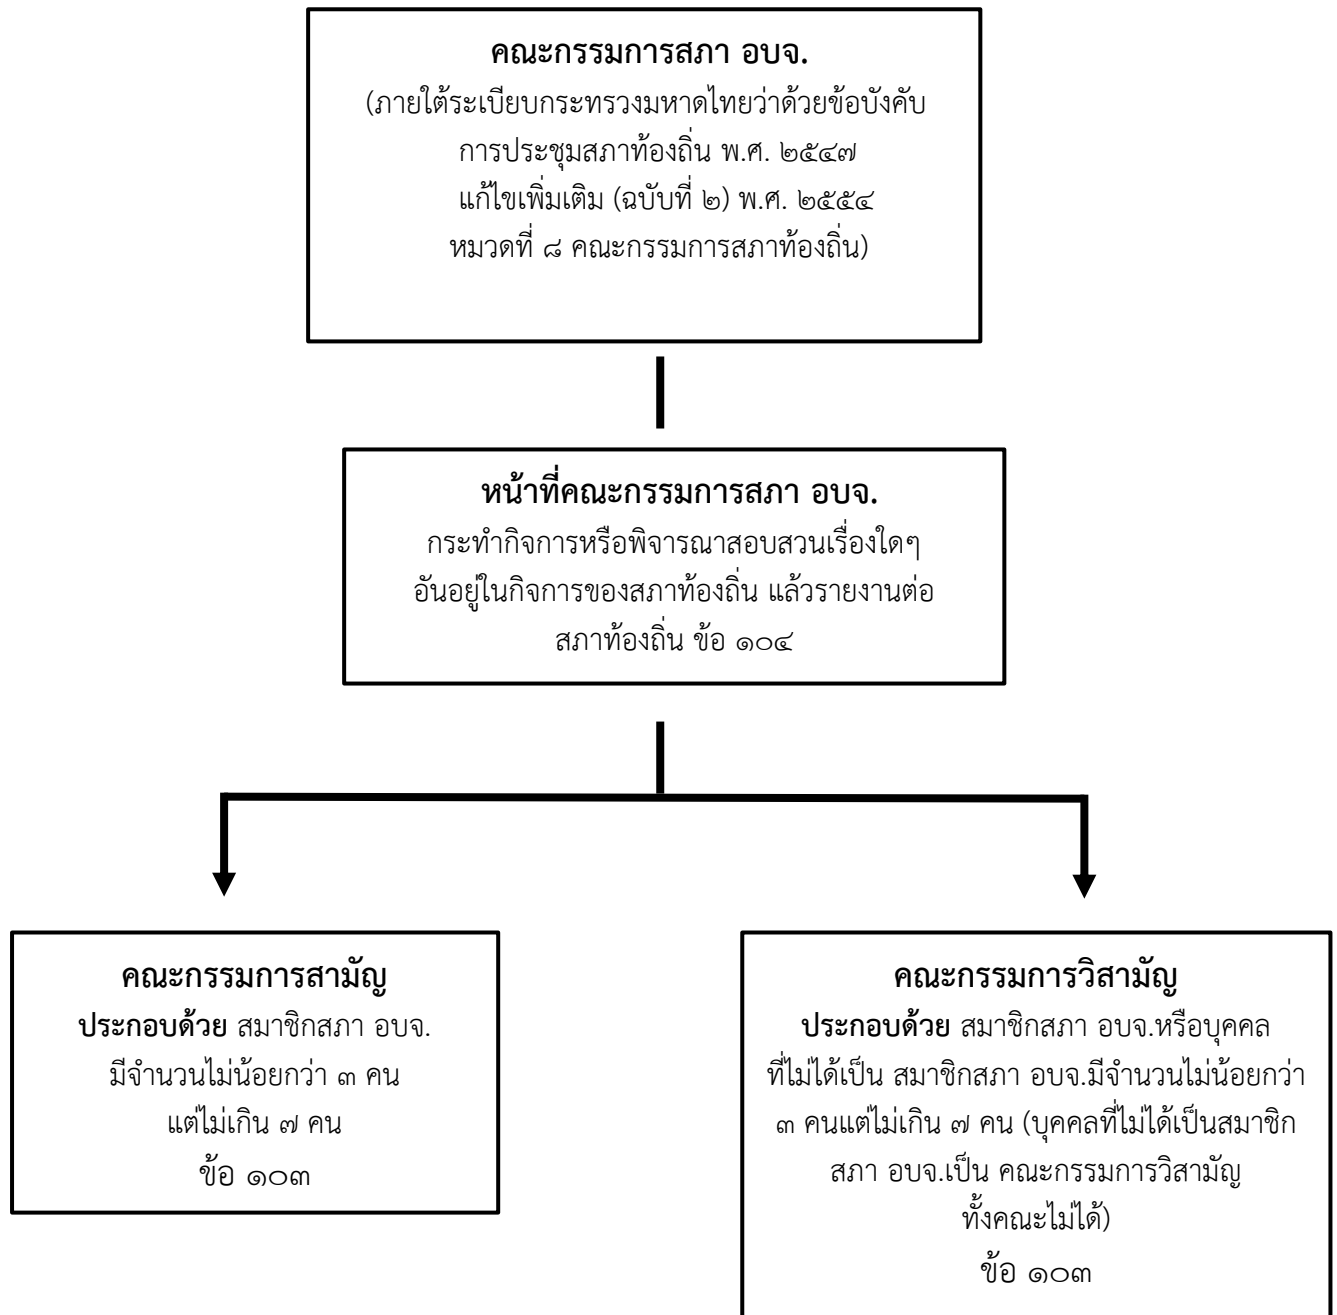 คณะกรรมการสภา อบจ.
(ภายใต้ระเบียบกระทรวงมหาดไทยว่าด้วยข้อบังคับ
การประชุมสภาท้องถิ่น พ.ศ. ๒๕๔๗
แก้ไขเพิ่มเติม (ฉบับที่ ๒) พ.ศ. ๒๕๕๔
หมวดที่ ๘ คณะกรรมการสภาท้องถิ่น)
หน้าที่คณะกรรมการสภา อบจ.
กระทำกิจการหรือพิจารณาสอบสวนเรื่องใดๆ
อันอยู่ในกิจการของสภาท้องถิ่น แล้วรายงานต่อ
สภาท้องถิ่น ข้อ ๑๐๔
คณะกรรมการสามัญ
ประกอบด้วย สมาชิกสภา อบจ.
มีจำนวนไม่น้อยกว่า ๓ คน
แต่ไม่เกิน ๗ คน
ข้อ ๑๐๓
คณะกรรมการวิสามัญ
ประกอบด้วย สมาชิกสภา อบจ.หรือบุคคล
ที่ไม่ได้เป็น สมาชิกสภา อบจ.มีจำนวนไม่น้อยกว่า
๓ คนแต่ไม่เกิน ๗ คน (บุคคลที่ไม่ได้เป็นสมาชิก
สภา อบจ.เป็น คณะกรรมการวิสามัญ
ทั้งคณะไม่ได้)
ข้อ ๑๐๓